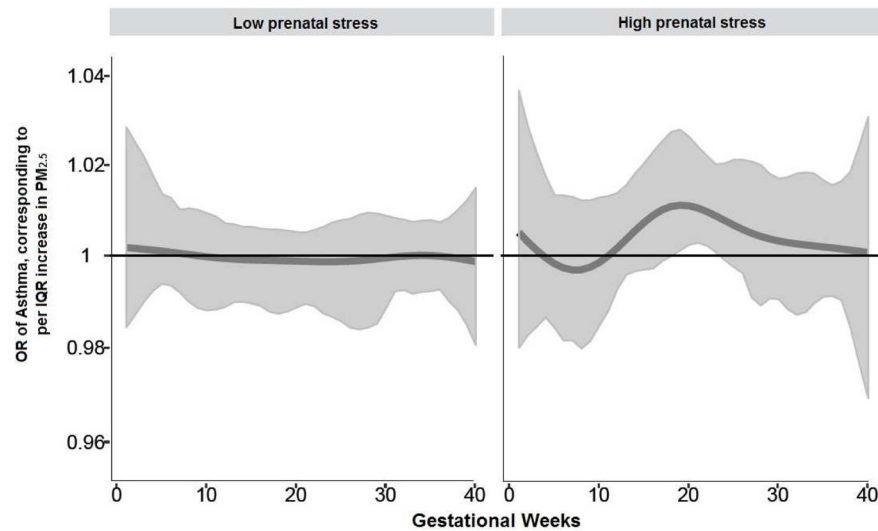 Low prenatal stress
High prenatal stress
OR of Asthma, corresponding to
per IQR increase in PM2.5
1.04
1.02
1
0.98
0.96
0 10 20 30 40
0 10 20 30 40
Gestational Weeks